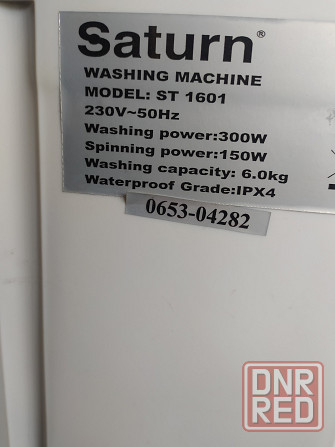 Saturn®
WASHING MACHINE
MODEL: ST 1601
230V~50Hz
Washing power:300W
Spinning power:150W
Washing capacity: 6.0kg
Waterproof Grade:IPX4
0653-04282
DNR
RED